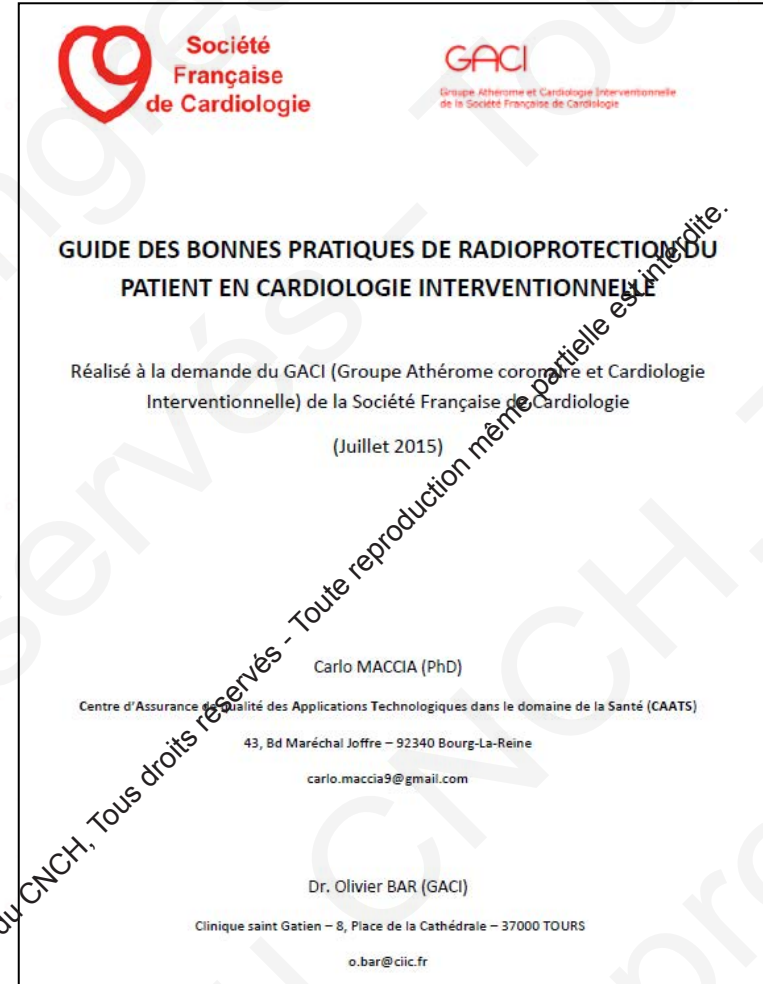 Société
Française
de Cardiologie
GACI
Groupe Athérome et Cardiologie Interventionnelle
de la Société Française de Cardiologie
GUIDE DES BONNES PRATIQUES DE RADIOPROTECTION DU
PATIENT EN CARDIOLOGIE INTERVENTIONNELLE
Réalisé à la demande du GACI (Groupe Athérome coronaire et Cardiologie
Interventionnelle) de la Société Française de Cardiologie
(Juillet 2015)
Carlo MACCIA (PhD)
Centre d'Assurance de qualité des Applications Technologiques dans le domaine de la Santé (CAATS)
43, Bd Maréchal Joffre – 92340 Bourg-La-Reine
carlo.maccia9@gmail.com
Dr. Olivier BAR (GACI)
Clinique saint Gatien – 8, Place de la Cathédrale – 37000 TOURS
o.bar@ciic.fr
du CNCH, Tous droits réservés - Toute reproduction même partielle est interdite.